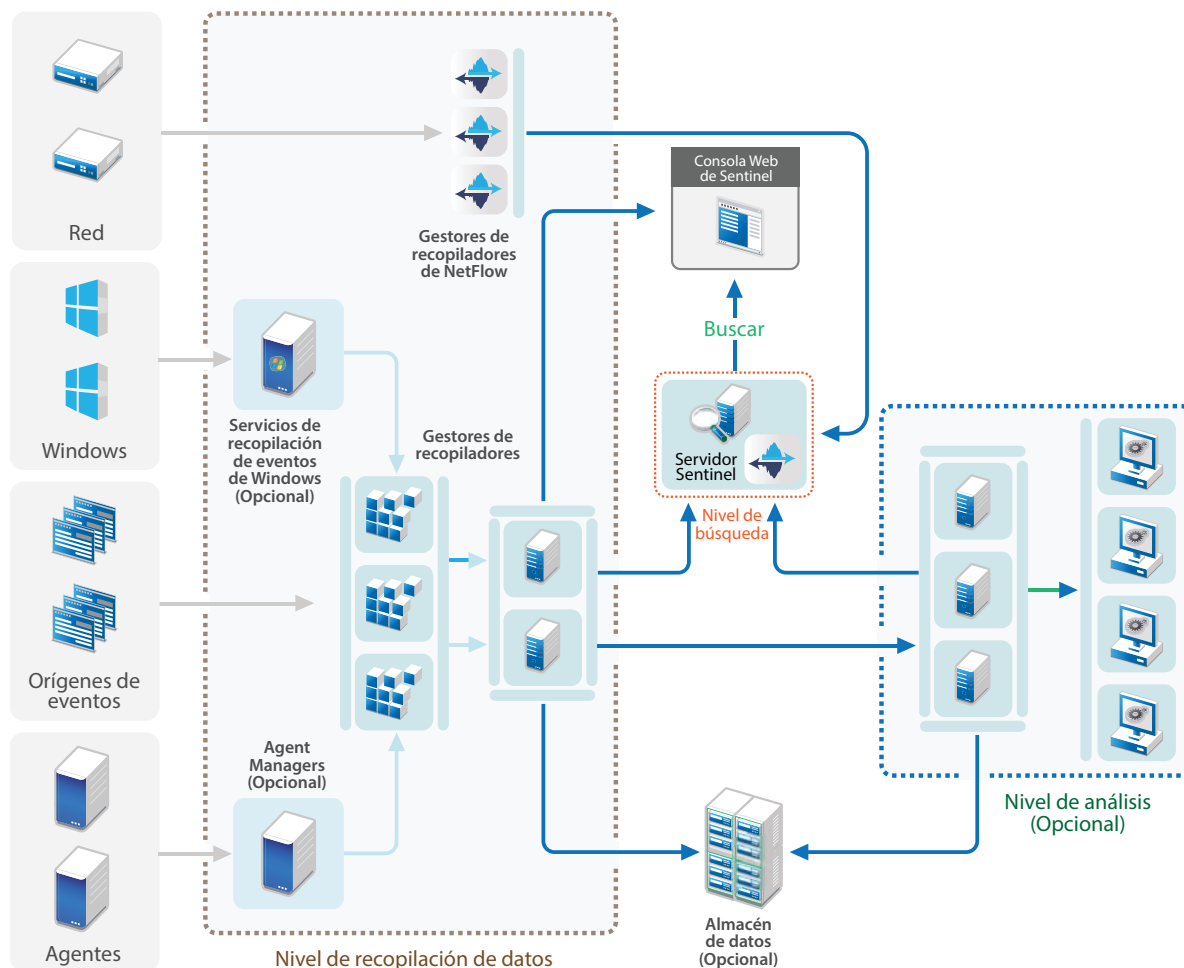 Red
Gestores de
recopiladores
de NetFlow
Consola Web
de Sentinel
Buscar
Windows
Servicios de
recopilación
de eventos
de Windows
(Opcional)
Gestores de
recopiladores
Servidor
Sentinel
Nivel de
búsqueda
Orígenes de
eventos
Agent
Managers
(Opcional)
Agentes
Nivel de recopilación de datos
Almacén
de datos
(Opcional)
Nivel de análisis
(Opcional)